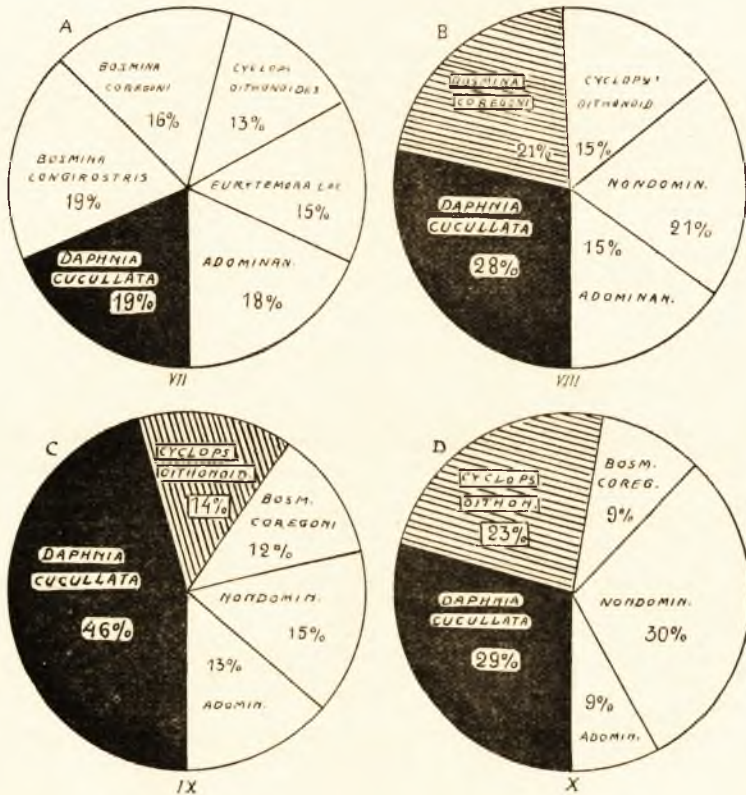 A
BOSMINA
COREGONI
16%
CYCLOPS
OITHONOIDES
13%
BOSMINA
LONGIROSTRIS
19%
EURYTEMORA LAC.
15%
DAPHNIA
CUCULLATA
19%
ADOMINAN.
18%
VII
B
BOSMINA
COREGONI
21%
CYCLOPS
OITHONOID.
15%
NONDOMIN.
21%
DAPHNIA
CUCULLATA
28%
15%
ADOMINAN.
VIII
C
CYCLOPS
OITHONOID.
14%
BOSM.
COREGONI
12%
DAPHNIA
CUCULLATA
46%
NONDOMIN.
15%
13%
ADOMIN.
IX
D
CYCLOPS
OITHON.
23%
BOSM.
COREG.
9%
DAPHNIA
CUCULLATA
29%
NONDOMIN.
30%
9%
ADOMIN.
X